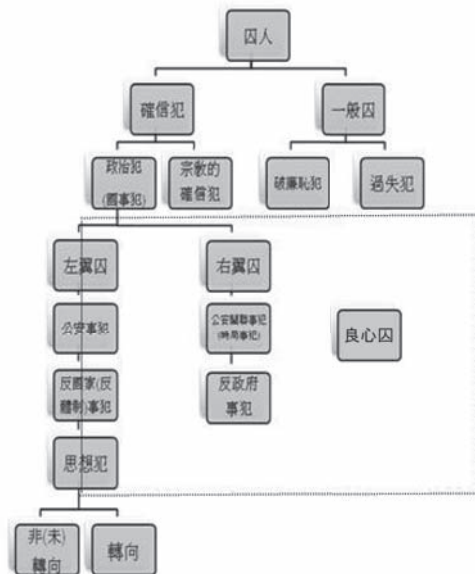 囚人
確信犯
一般囚
政治犯
(國事犯)
宗教的
確信犯
破廉恥犯
過失犯
左翼囚
右翼囚
公安事犯
公安關聯事犯
(時局事犯)
良心囚
反國家(反
體制)事犯
反政府
事犯
思想犯
非(未)
轉向
轉向